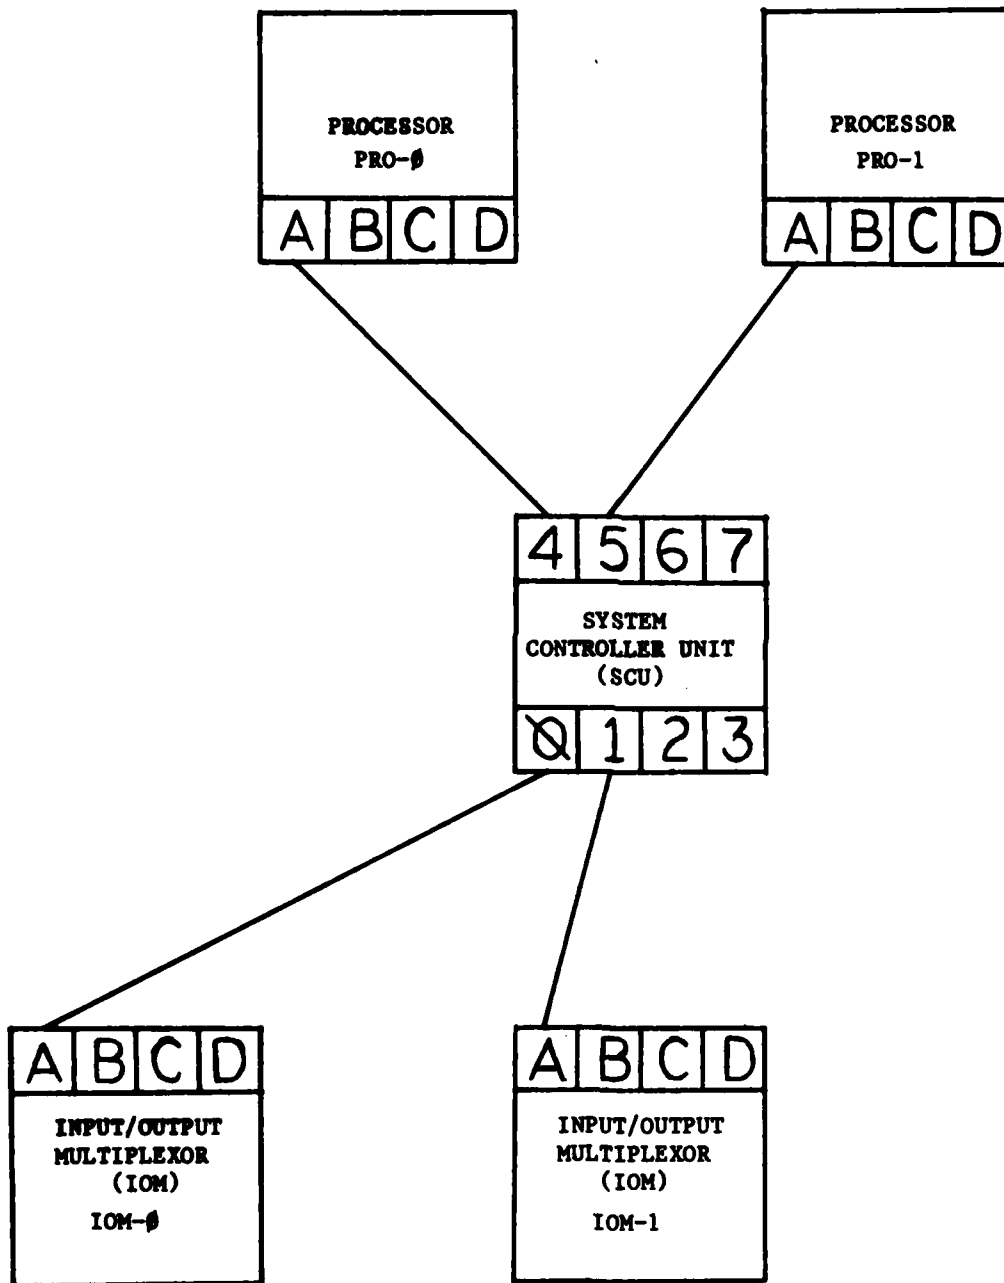 PROCESSOR
PRO-Ø
A B C D
PROCESSOR
PRO-1
A B C D
4 5 6 7
SYSTEM
CONTROLLER UNIT
(SCU)
Ø 1 2 3
A B C D
INPUT/OUTPUT
MULTIPLEXOR
(IOM)
IOM-Ø
A B C D
INPUT/OUTPUT
MULTIPLEXOR
(IOM)
IOM-1